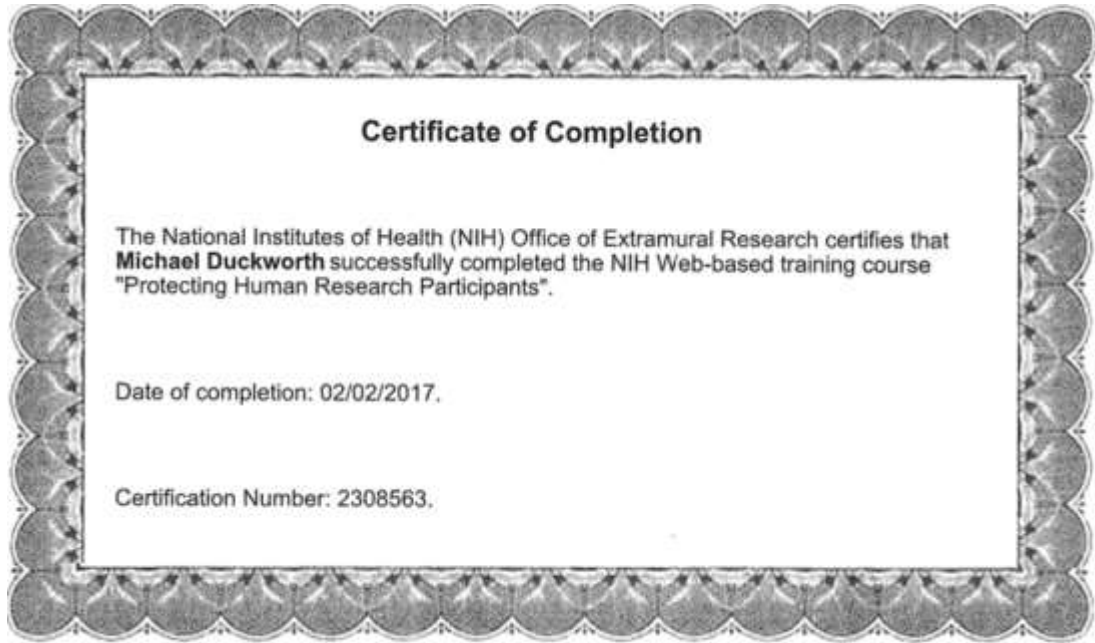 Certificate of Completion
The National Institutes of Health (NIH) Office of Extramural Research certifies that
Michael Duckworth successfully completed the NIH Web-based training course
"Protecting Human Research Participants".
Date of completion: 02/02/2017.
Certification Number: 2308563.